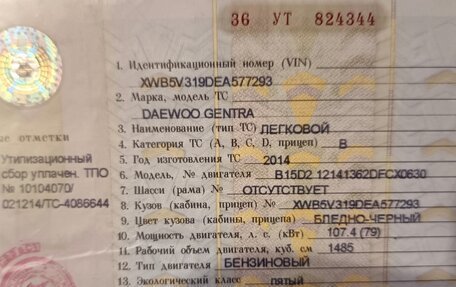 36 УТ 824344
1. Идентификационный номер (VIN)
XWB5V319DEA577293
2. Марка, модель ТС
DAEWOO GENTRA
3. Наименование (тип ТС) ЛЕГКОВОЙ
4. Категория ТС (A, B, C, D, прицеп) B
5. Год изготовления ТС 2014
6. Модель, № двигателя B15D2 12141362DFCX0630
7. Шасси (рама) № ОТСУТСТВУЕТ
8. Кузов (кабина, прицеп) № XWB5V319DEA577293
9. Цвет кузова (кабина, прицепа) БЛЕДНО-ЧЕРНЫЙ
10. Мощность двигателя, л. с. (кВт) 107.4 (79)
11. Рабочий объем двигателя, куб. см 1485
12. Тип двигателя БЕНЗИНОВЫЙ
13. Экологический класс пятый
отметки
Утилизационный
сбор уплачен. ТПО
№ 10104070/
021214/ТС-4086644